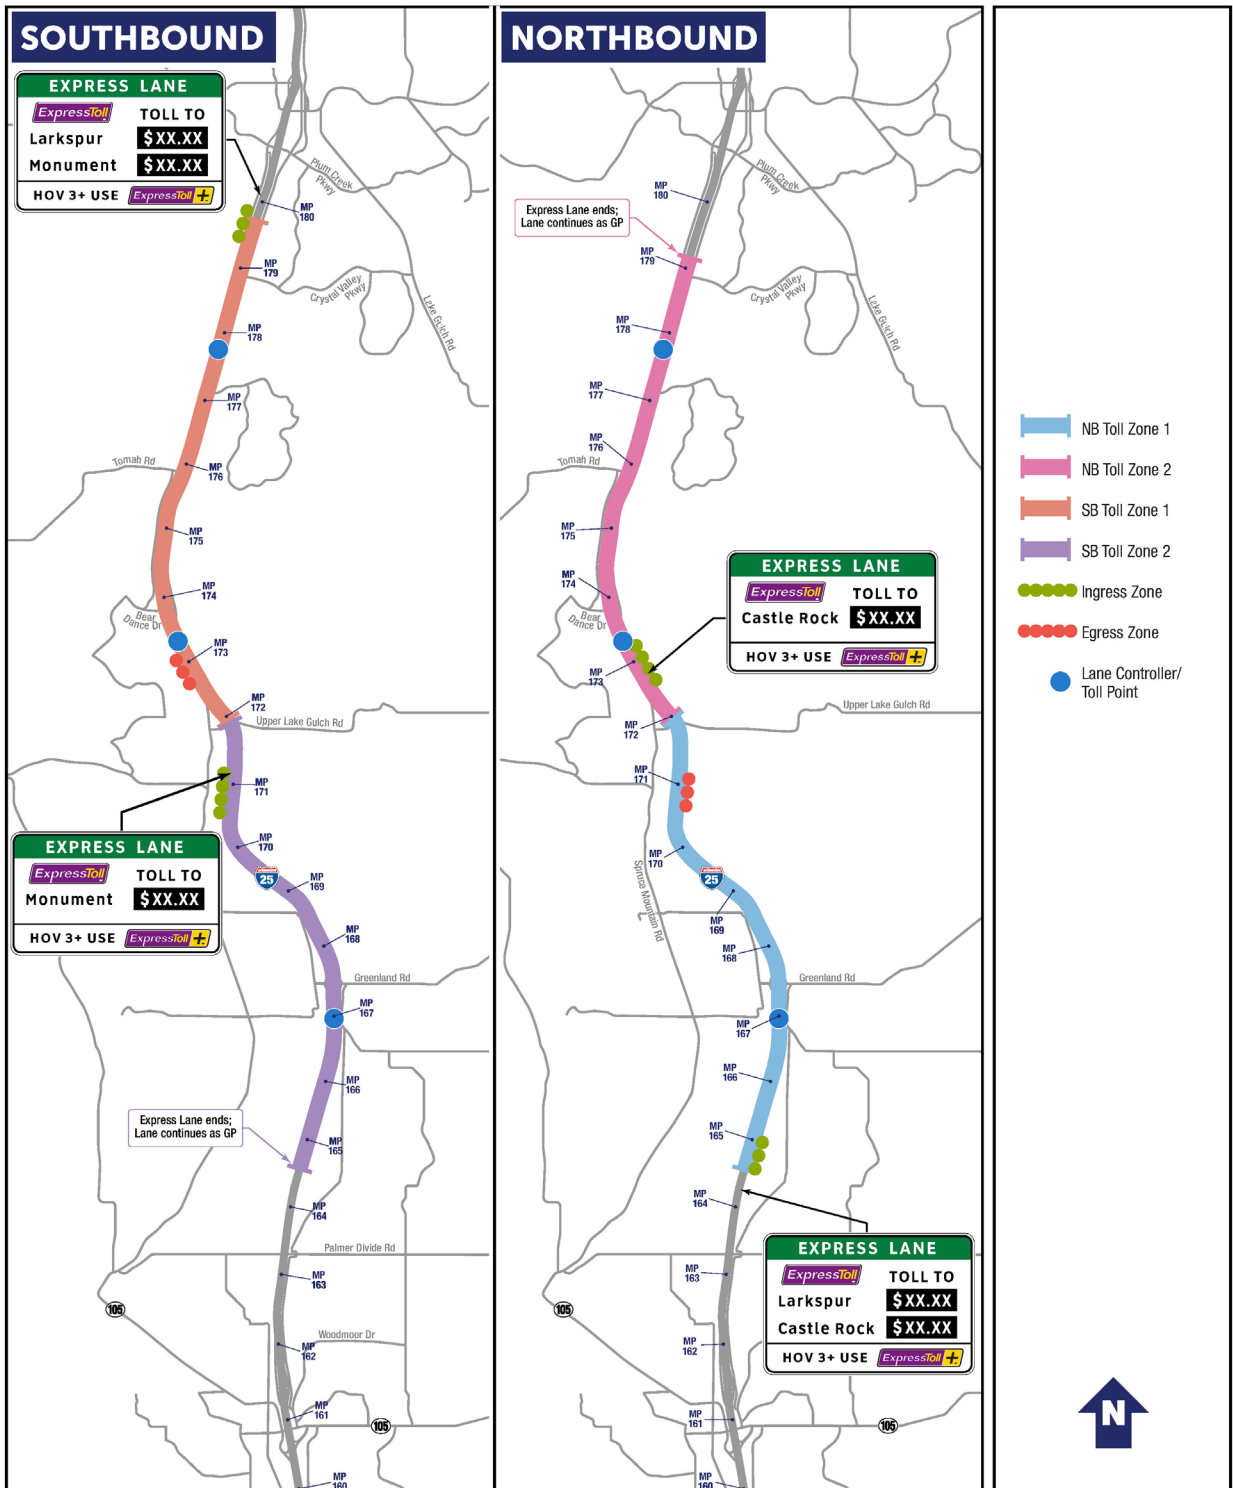 SOUTHBOUND
EXPRESS LANE
ExpressToll
TOLL TO
Larkspur $XX.XX
Monument $XX.XX
HOV 3+ USE ExpressToll +
Plum Creek
Pkwy
MP
180
MP
179
Crystal Valley
Pkwy
Lake Gulch Rd
MP
178
MP
177
Tomah Rd
MP
176
MP
175
MP
174
Bear
Dance Dr
MP
173
MP
172
Upper Lake Gulch Rd
MP
171
EXPRESS LANE
ExpressToll
TOLL TO
Monument $XX.XX
HOV 3+ USE ExpressToll +
MP
170
25
MP
169
MP
168
Greenland Rd
MP
167
MP
166
Express Lane ends;
Lane continues as GP
MP
165
MP
164
Palmer Divide Rd
MP
163
105
Woodmoor Dr
MP
162
MP
161
105
MP
160
NORTHBOUND
Plum Creek
Pkwy
MP
180
Express Lane ends;
Lane continues as GP
MP
179
Crystal Valley
Pkwy
Lake Gulch Rd
MP
178
MP
177
MP
176
Tomah Rd
MP
175
EXPRESS LANE
ExpressToll
TOLL TO
Castle Rock $XX.XX
HOV 3+ USE ExpressToll +
MP
174
Bear
Dance Dr
MP
173
Upper Lake Gulch Rd
MP
172
MP
171
MP
170
25
Spruce Mountain Rd
MP
169
MP
168
Greenland Rd
MP
167
MP
166
MP
165
MP
164
EXPRESS LANE
ExpressToll
TOLL TO
Larkspur $XX.XX
Castle Rock $XX.XX
HOV 3+ USE ExpressToll +
MP
163
105
MP
162
MP
161
105
MP
160
NB Toll Zone 1
NB Toll Zone 2
SB Toll Zone 1
SB Toll Zone 2
Ingress Zone
Egress Zone
Lane Controller/
Toll Point
N